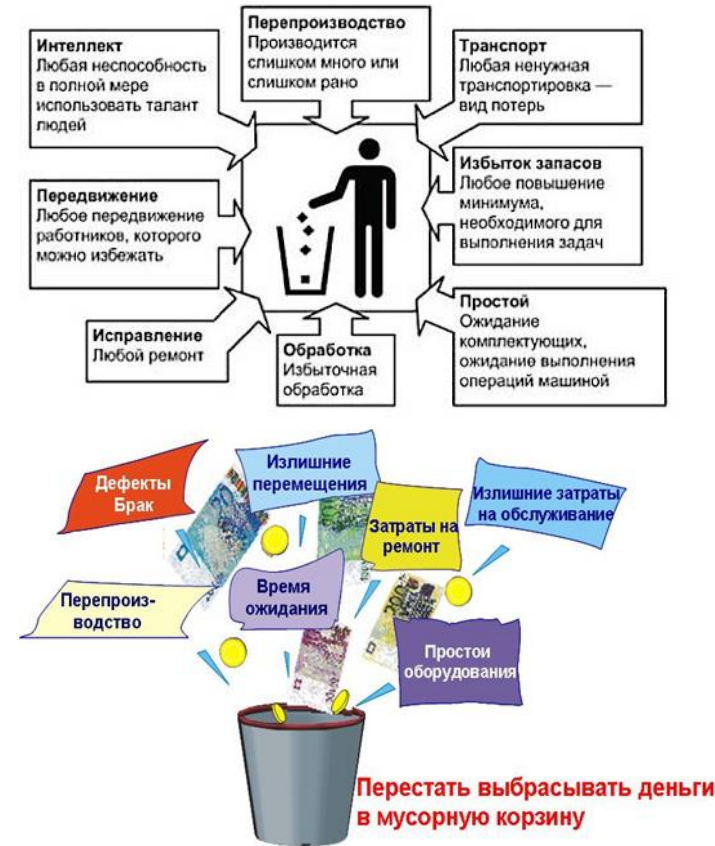 Интеллект
Любая неспособность
в полной мере
использовать талант
людей
Перепроизводство
Производится
слишком много или
слишком рано
Транспорт
Любая ненужная
транспортировка —
вид потерь
Передвижение
Любое передвижение
работников, которого
можно избежать
Избыток запасов
Любое повышение
минимума,
необходимого для
выполнения задач
Исправление
Любой ремонт
Обработка
Избыточная
обработка
Простой
Ожидание
комплектующих,
ожидание выполнения
операций машиной
Дефекты
Брак
Излишние
перемещения
Затраты на
ремонт
Излишние затраты
на обслуживание
Перепроиз-
водство
Время
ожидания
Простои
оборудования
Перестать выбрасывать деньги
в мусорную корзину